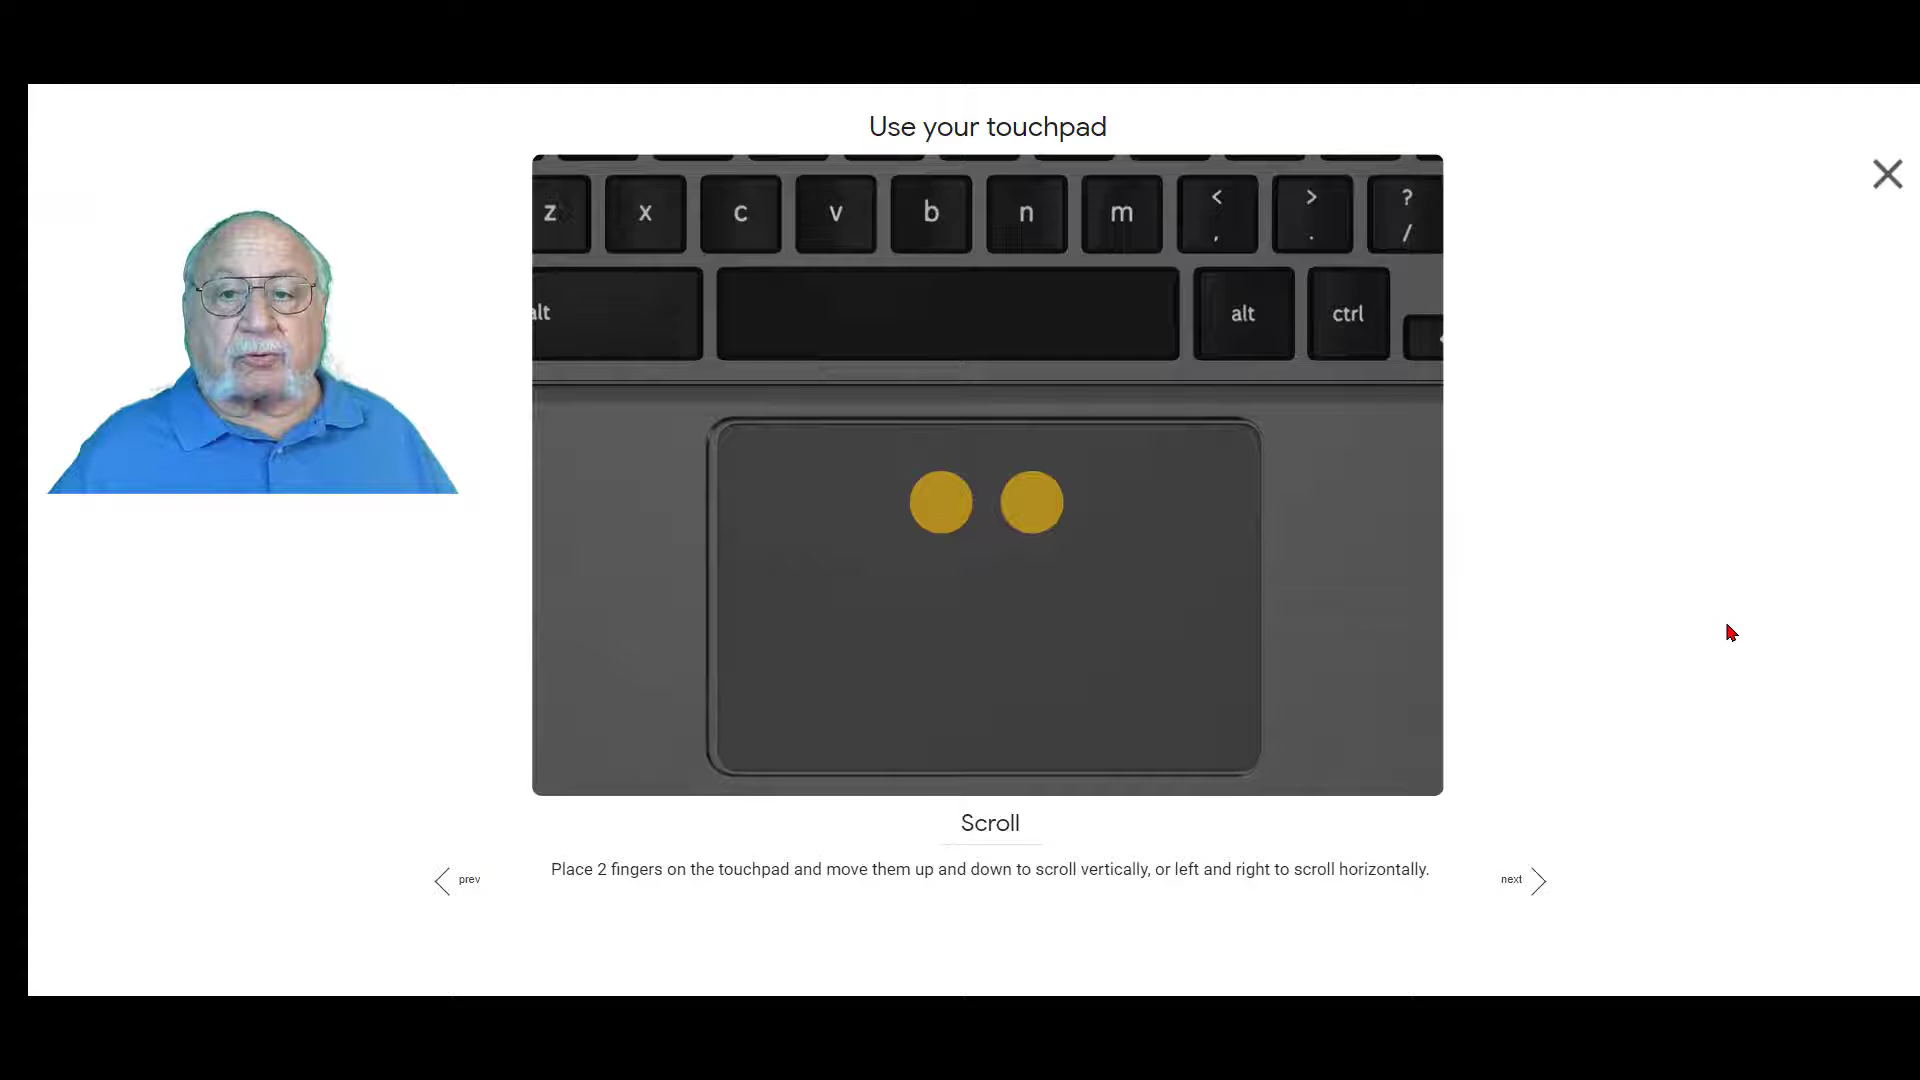 Use your touchpad
z x c v b n m < > ?
, . /
alt alt ctrl
Scroll
Place 2 fingers on the touchpad and move them up and down to scroll vertically, or left and right to scroll horizontally.
prev
next